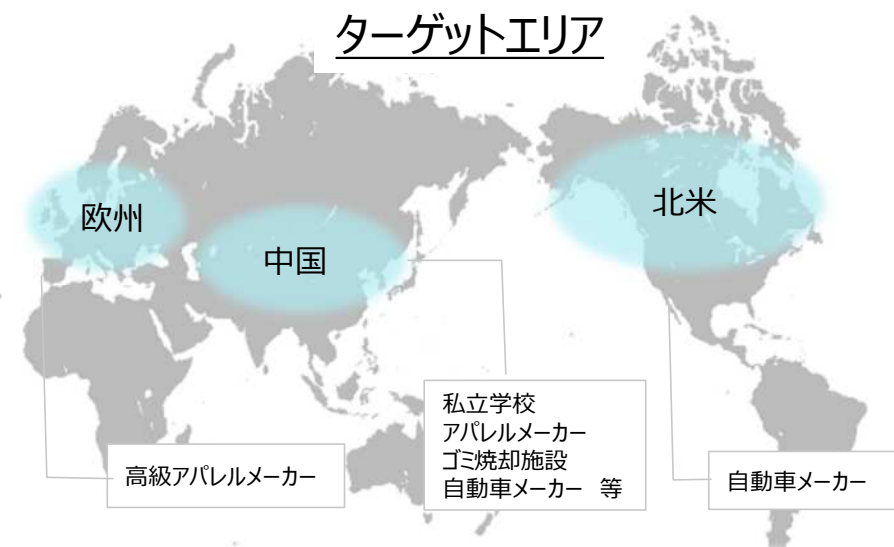 ターゲットエリア
欧州
中国
北米
高級アパレルメーカー
私立学校
アパレルメーカー
ゴミ焼却施設
自動車メーカー　等
自動車メーカー